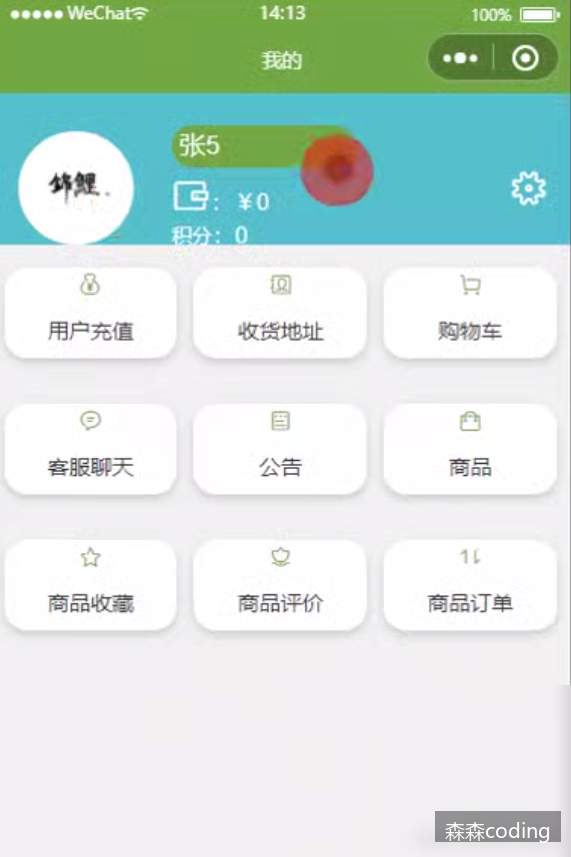 WeChat 14:13 100%
我的
锦鲤.
张5
: ¥0
积分: 0
用户充值 收货地址 购物车
客服聊天 公告 商品
商品收藏 商品评价 商品订单
森森coding